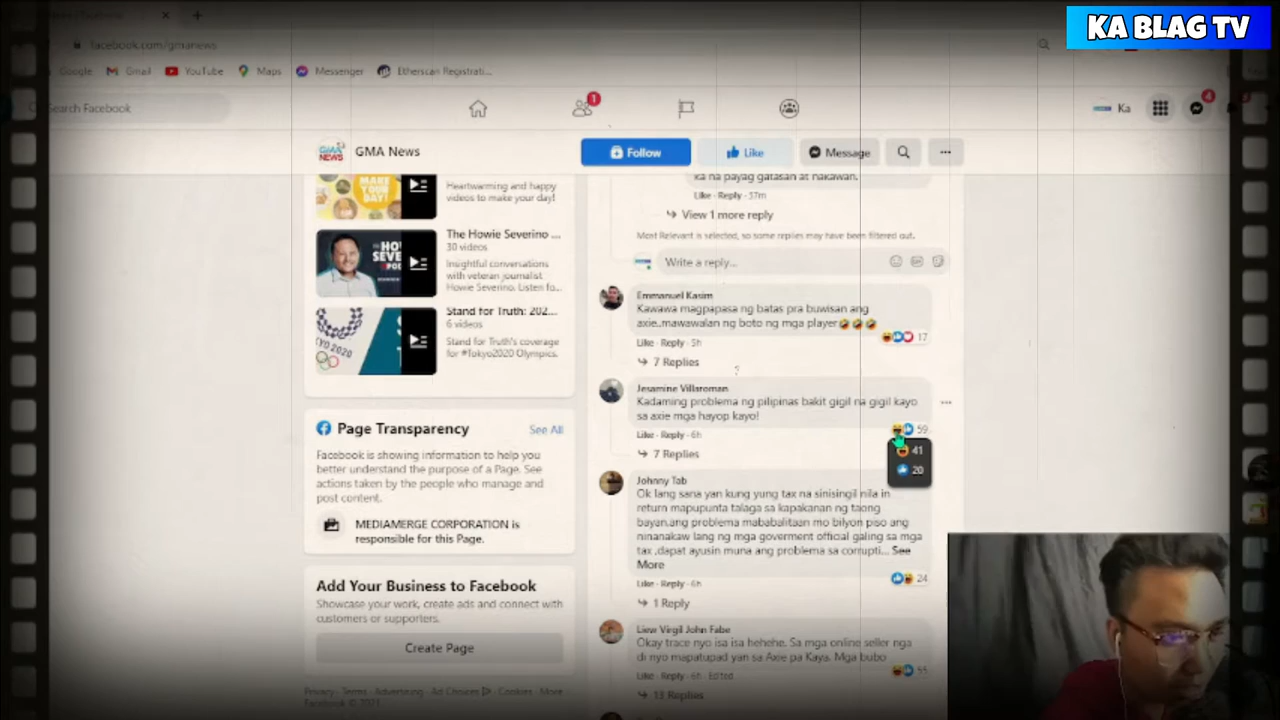 KA BLAG TV
facebook.com/gmanews
Google
Gmail
YouTube
Maps
Messenger
Etherscan Registrati...
Search Facebook
1
Ka
4
GMA NEWS
GMA News
Follow
Like
Message
MAKE YOUR DAY!
Heartwarming and happy
videos to make your day!
The Howie Severino ...
30 videos
Insightful conversations
with veteran journalist
Howie Severino. Listen fo...
Stand for Truth: 202...
6 videos
Stand for Truth's coverage
for #Tokyo2020 Olympics.
Page Transparency
See All
Facebook is showing information to help you
better understand the purpose of a Page. See
actions taken by the people who manage and
post content.
MEDIAMERGE CORPORATION is
responsible for this Page.
Add Your Business to Facebook
Showcase your work, create ads and connect with
customers or supporters.
Create Page
Privacy · Terms · Advertising · Ad Choices · Cookies · More
Facebook © 2021
ka na payag gatasan at nakawan.
Like · Reply · 37m
View 1 more reply
Most Relevant is selected, so some replies may have been filtered out.
Write a reply...
Emmanuel Kasim
Kawawa magpapasa ng batas pra buwisan ang
axie..mawawalan ng boto ng mga player🤣🤣🤣
17
Like · Reply · 5h
7 Replies
Jesamine Villaroman
Kadaming problema ng pilipinas bakit gigil na gigil kayo
sa axie mga hayop kayo!
59
Like · Reply · 6h
41
20
7 Replies
Johnny Tab
Ok lang sana yan kung yung tax na sinisingil nila in
return mapupunta talaga sa kapakanan ng taong
bayan.ang problema mababalitaan mo bilyon piso ang
ninanakaw lang ng mga goverment official galing sa mga
tax .dapat ayusin muna ang problema sa corrupti... See
More
24
Like · Reply · 6h
1 Reply
Liew Virgil John Fabe
Okay trace nyo isa isa hehehe. Sa mga online seller nga
di nyo mapatupad yan sa Axie pa Kaya. Mga bubo
55
Like · Reply · 6h · Edited
13 Replies